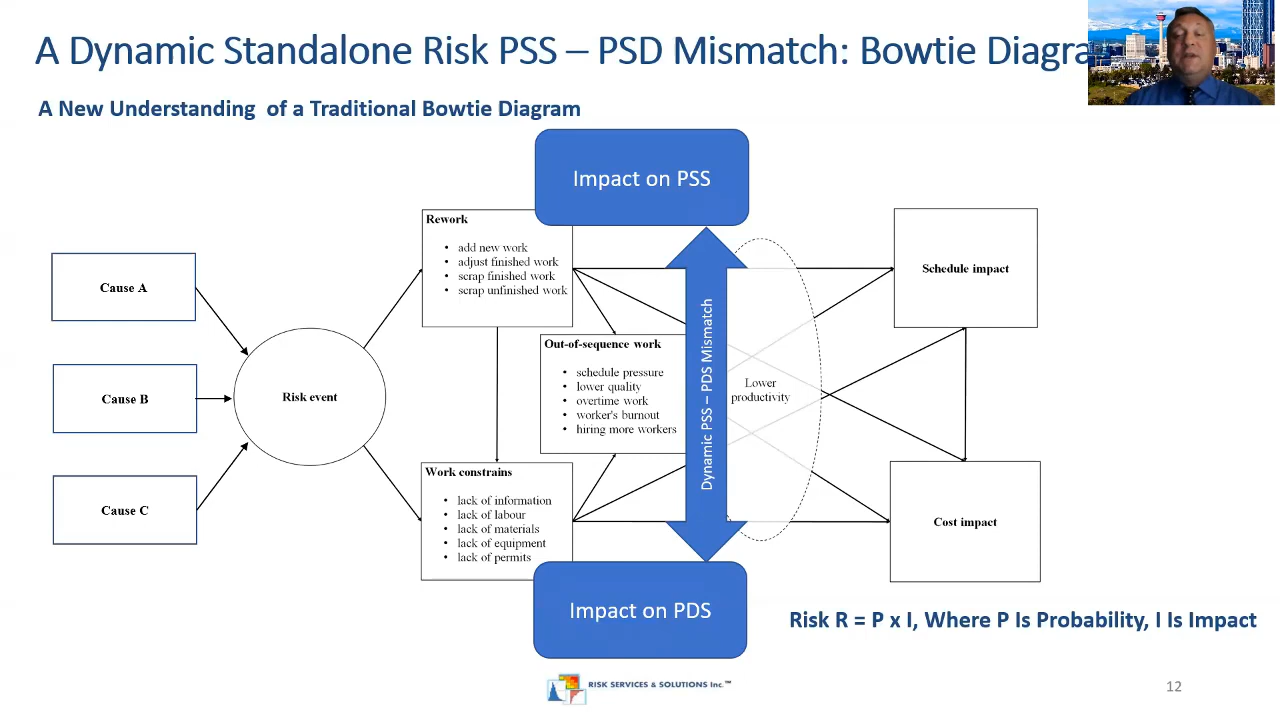 A Dynamic Standalone Risk PSS – PSD Mismatch: Bowtie Diagra
A New Understanding of a Traditional Bowtie Diagram
Impact on PSS
Rework
• add new work
• adjust finished work
• scrap finished work
• scrap unfinished work
Cause A
Cause B
Cause C
Risk event
Out-of-sequence work
• schedule pressure
• lower quality
• overtime work
• worker's burnout
• hiring more workers
Work constrains
• lack of information
• lack of labour
• lack of materials
• lack of equipment
• lack of permits
Dynamic PSS – PDS Mismatch
Lower
productivity
Schedule impact
Cost impact
Impact on PDS
Risk R = P x I, Where P Is Probability, I Is Impact
RISK SERVICES & SOLUTIONS Inc.™
12